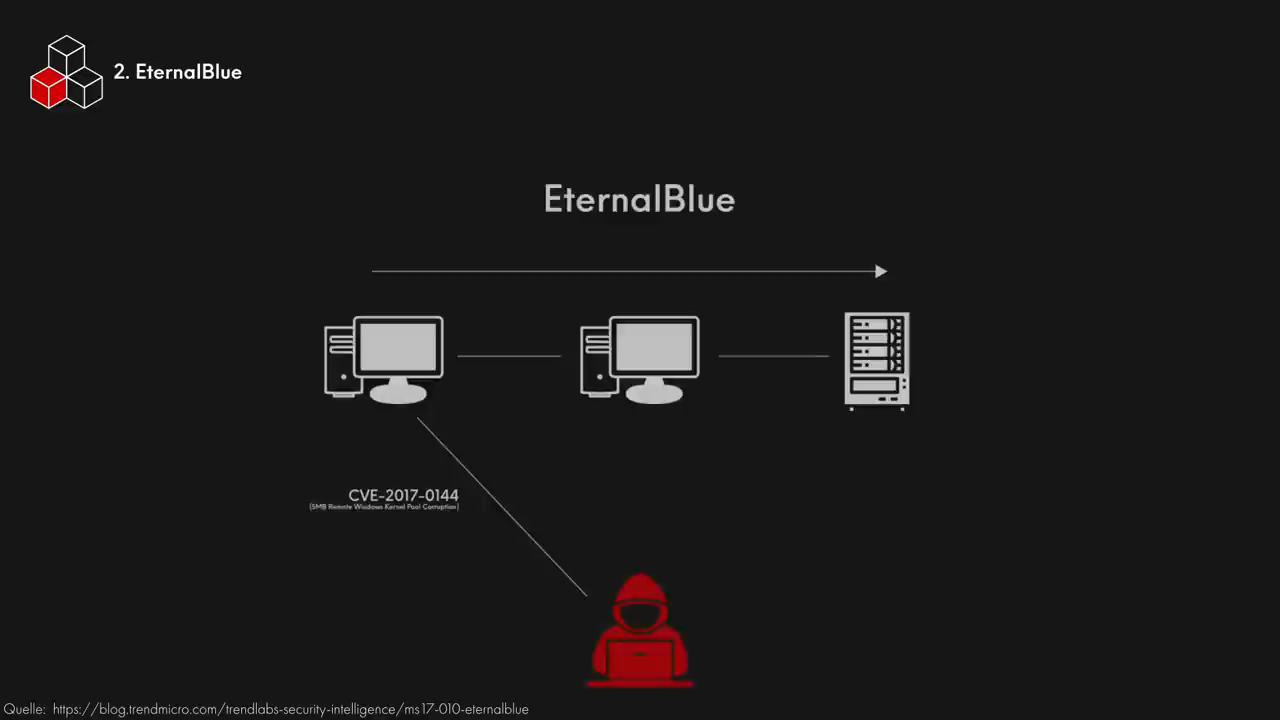 2. EternalBlue
EternalBlue
CVE-2017-0144
(SMB Remote Windows Kernel Pool Corruption)
Quelle: https://blog.trendmicro.com/trendlabs-security-intelligence/ms17-010-eternalblue